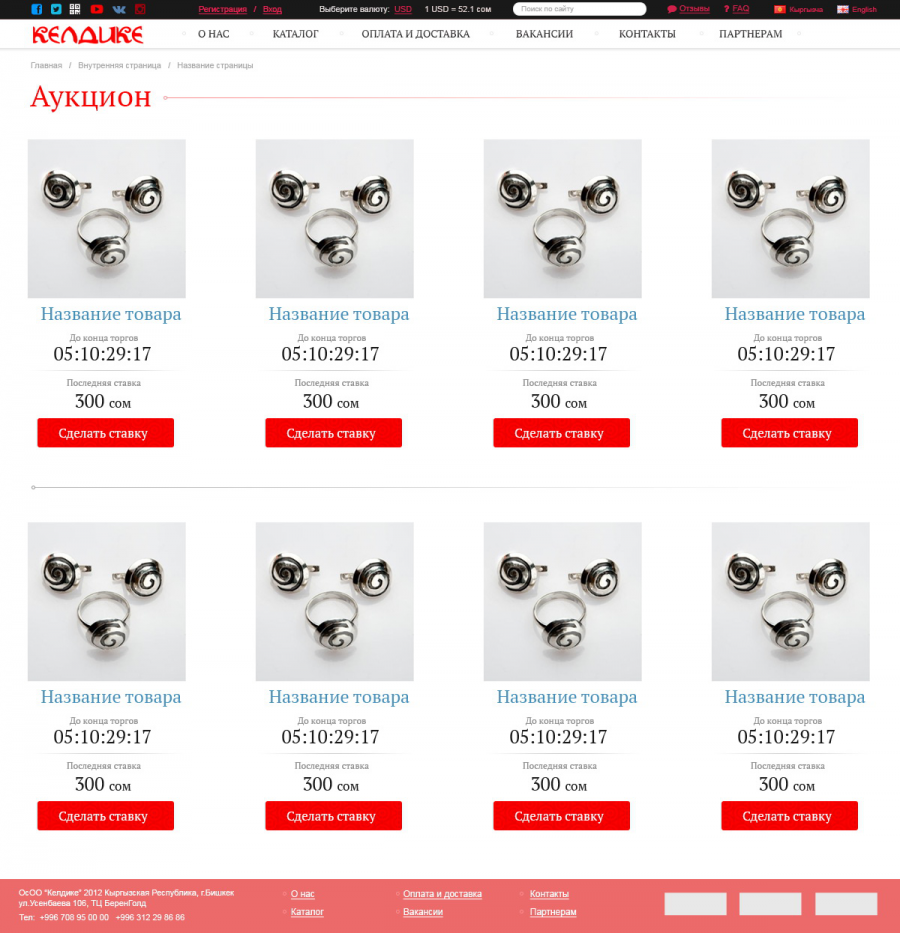 Регистрация / Вход Выберите валюту: USD 1 USD = 52.1 сом Поиск по сайту Отзывы ? FAQ Кыргызча English
КЕЛДИКЕ О НАС КАТАЛОГ ОПЛАТА И ДОСТАВКА ВАКАНСИИ КОНТАКТЫ ПАРТНЕРАМ
Главная / Внутренняя страница / Название страницы
Аукцион
Название товара Название товара Название товара Название товара
До конца торгов До конца торгов До конца торгов До конца торгов
05:10:29:17 05:10:29:17 05:10:29:17 05:10:29:17
Последняя ставка Последняя ставка Последняя ставка Последняя ставка
300 сом 300 сом 300 сом 300 сом
Сделать ставку Сделать ставку Сделать ставку Сделать ставку
Название товара Название товара Название товара Название товара
До конца торгов До конца торгов До конца торгов До конца торгов
05:10:29:17 05:10:29:17 05:10:29:17 05:10:29:17
Последняя ставка Последняя ставка Последняя ставка Последняя ставка
300 сом 300 сом 300 сом 300 сом
Сделать ставку Сделать ставку Сделать ставку Сделать ставку
ОсОО "Келдике" 2012 Кыргызская Республика, г.Бишкек
ул.Усенбаева 106, ТЦ БеренГолд
Тел: +996 708 95 00 00 +996 312 29 86 86
О нас Оплата и доставка Контакты
Каталог Вакансии Партнерам